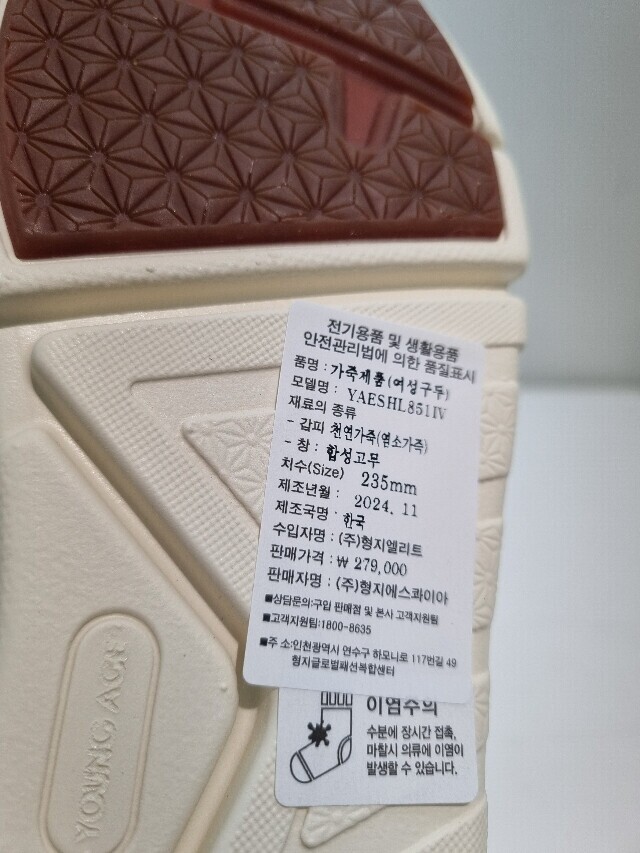 전기용품 및 생활용품
안전관리법에 의한 품질표시
품명 : 가죽제품(여성구두)
모델명 : YAESHL851IV
재료의 종류
- 갑피 천연가죽(염소가죽)
- 창 : 합성고무
치수(Size) 235mm
제조년월 : 2024. 11
제조국명 : 한국
수입자명 : (주)형지엘리트
판매가격 : ₩ 279,000
판매자명 : (주)형지에스콰이아
■상담문의:구입 판매점 및 본사 고객지원팀
■고객지원팀:1800-8635
■주 소:인천광역시 연수구 하모니로 117번길 49
형지글로벌패션복합센터
이염주의
수분에 장시간 접촉,
마찰시 의류에 이염이
발생할 수 있습니다.
YOUNG AGE